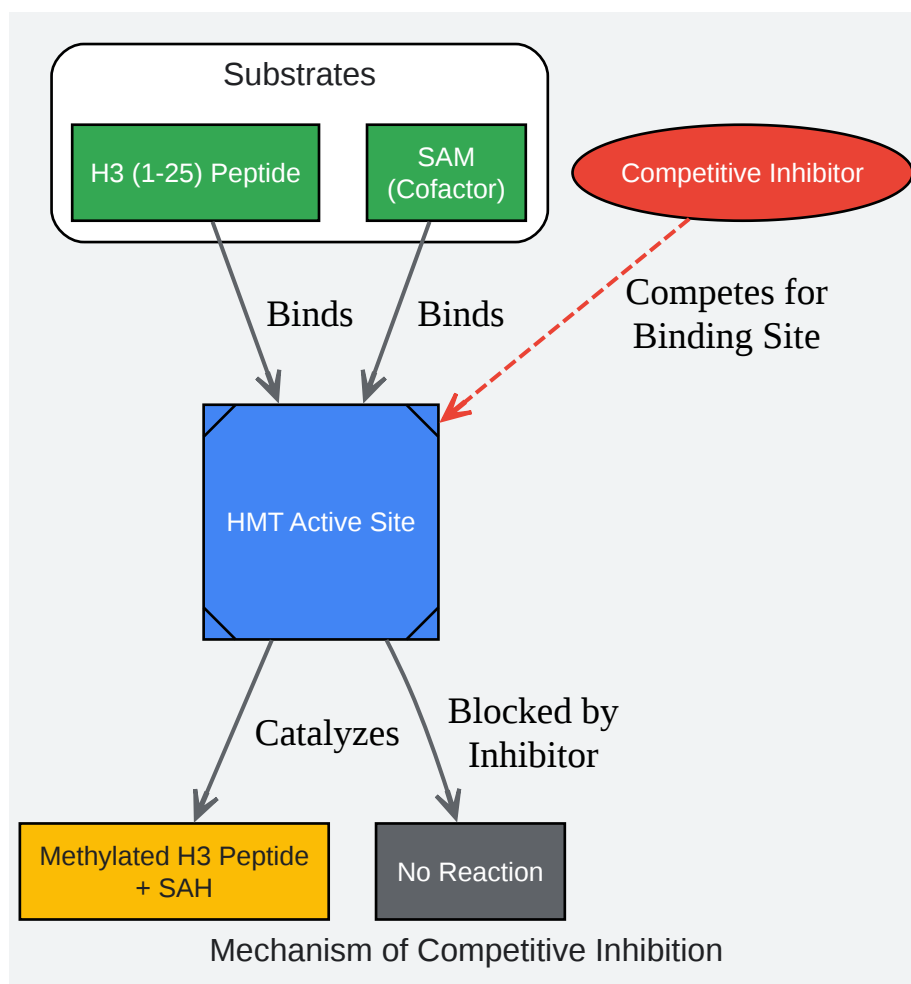 Substrates
H3 (1-25) Peptide
SAM
(Cofactor)
Competitive Inhibitor
Binds
Binds
Competes for
Binding Site
HMT Active Site
Catalyzes
Blocked by
Inhibitor
Methylated H3 Peptide
+ SAH
No Reaction
Mechanism of Competitive Inhibition